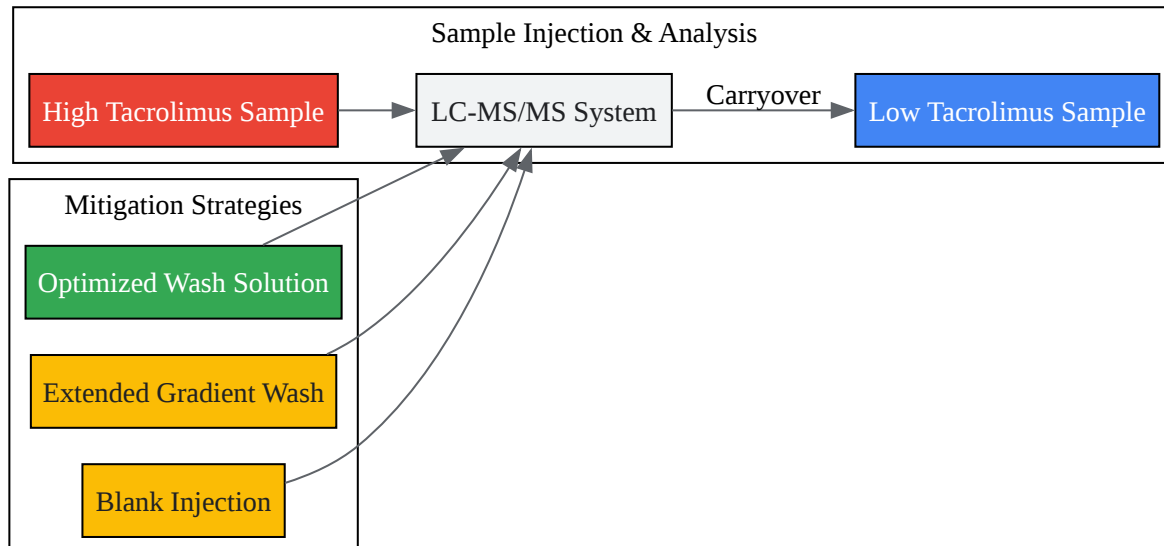 Sample Injection & Analysis
High Tacrolimus Sample
LC-MS/MS System
Carryover
Low Tacrolimus Sample
Mitigation Strategies
Optimized Wash Solution
Extended Gradient Wash
Blank Injection